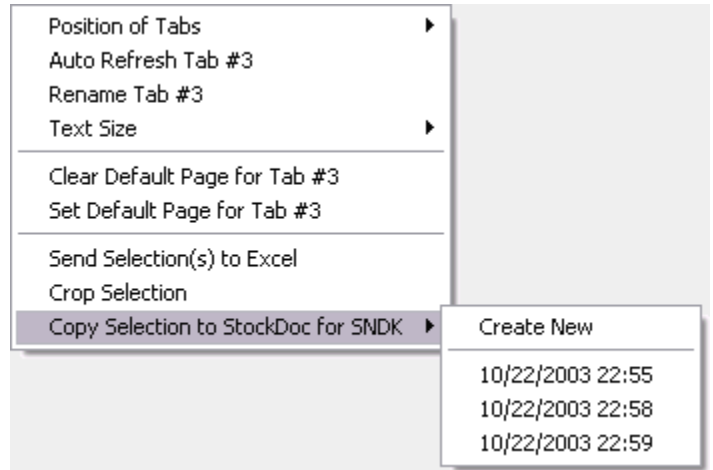 Position of Tabs
Auto Refresh Tab #3
Rename Tab #3
Text Size
Clear Default Page for Tab #3
Set Default Page for Tab #3
Send Selection(s) to Excel
Crop Selection
Copy Selection to StockDoc for SNDK
Create New
10/22/2003 22:55
10/22/2003 22:58
10/22/2003 22:59